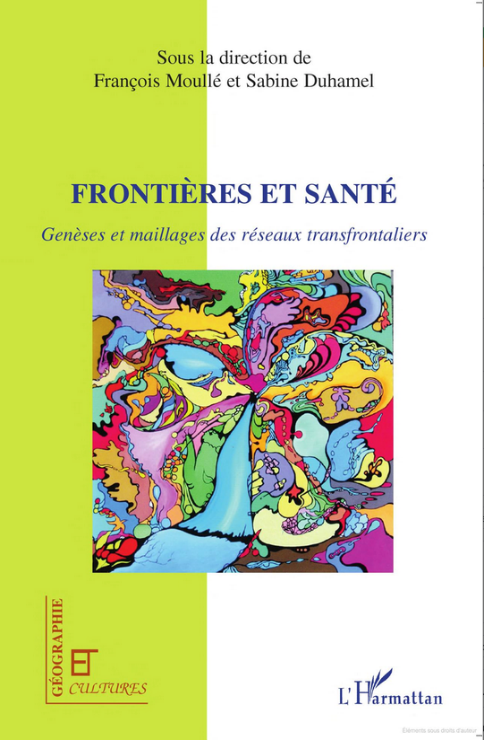 Sous la direction de
François Moullé et Sabine Duhamel
FRONTIÈRES ET SANTÉ
Genèses et maillages des réseaux transfrontaliers
GÉOGRAPHIE
ET
CULTURES
L'Harmattan
Éléments sous droits d'auteur